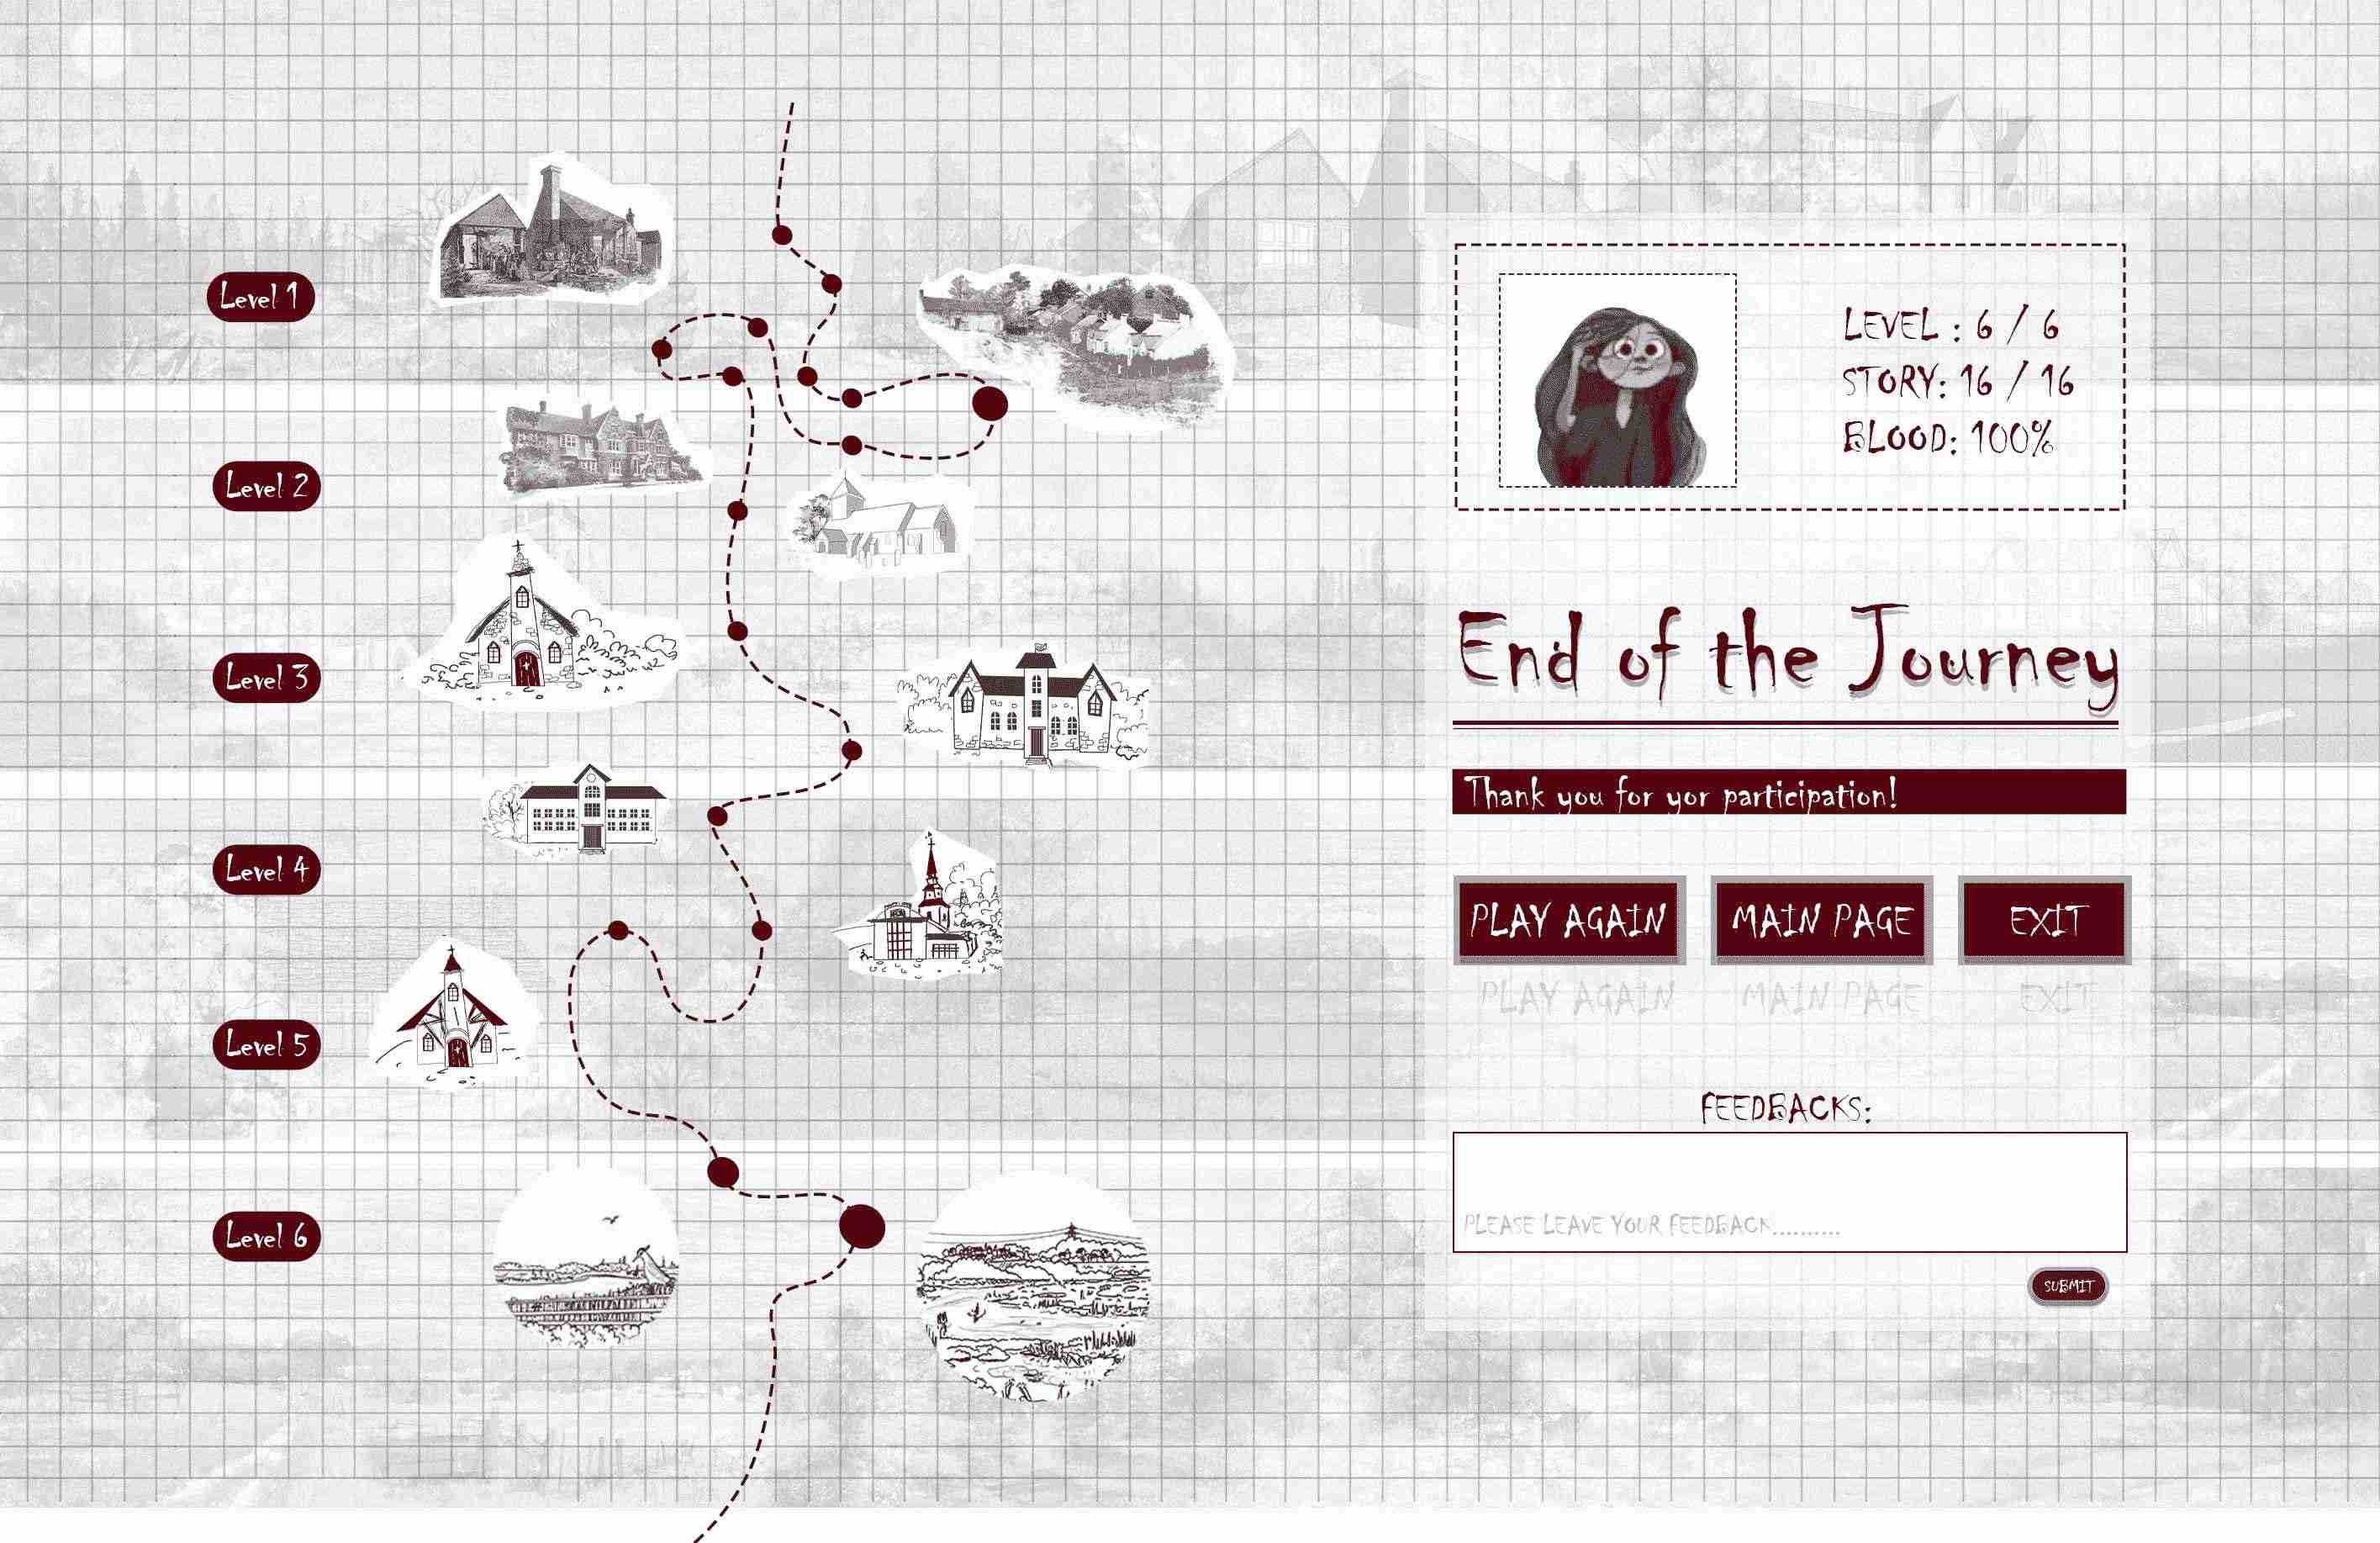 Level 1
Level 2
Level 3
Level 4
Level 5
Level 6
LEVEL : 6 / 6
STORY: 16 / 16
BLOOD: 100%
End of the Journey
Thank you for yor participation!
PLAY AGAIN MAIN PAGE EXIT
PLAY AGAIN MAIN PAGE EXIT
FEEDBACKS:
PLEASE LEAVE YOUR FEEDBACK..........
SUBMIT